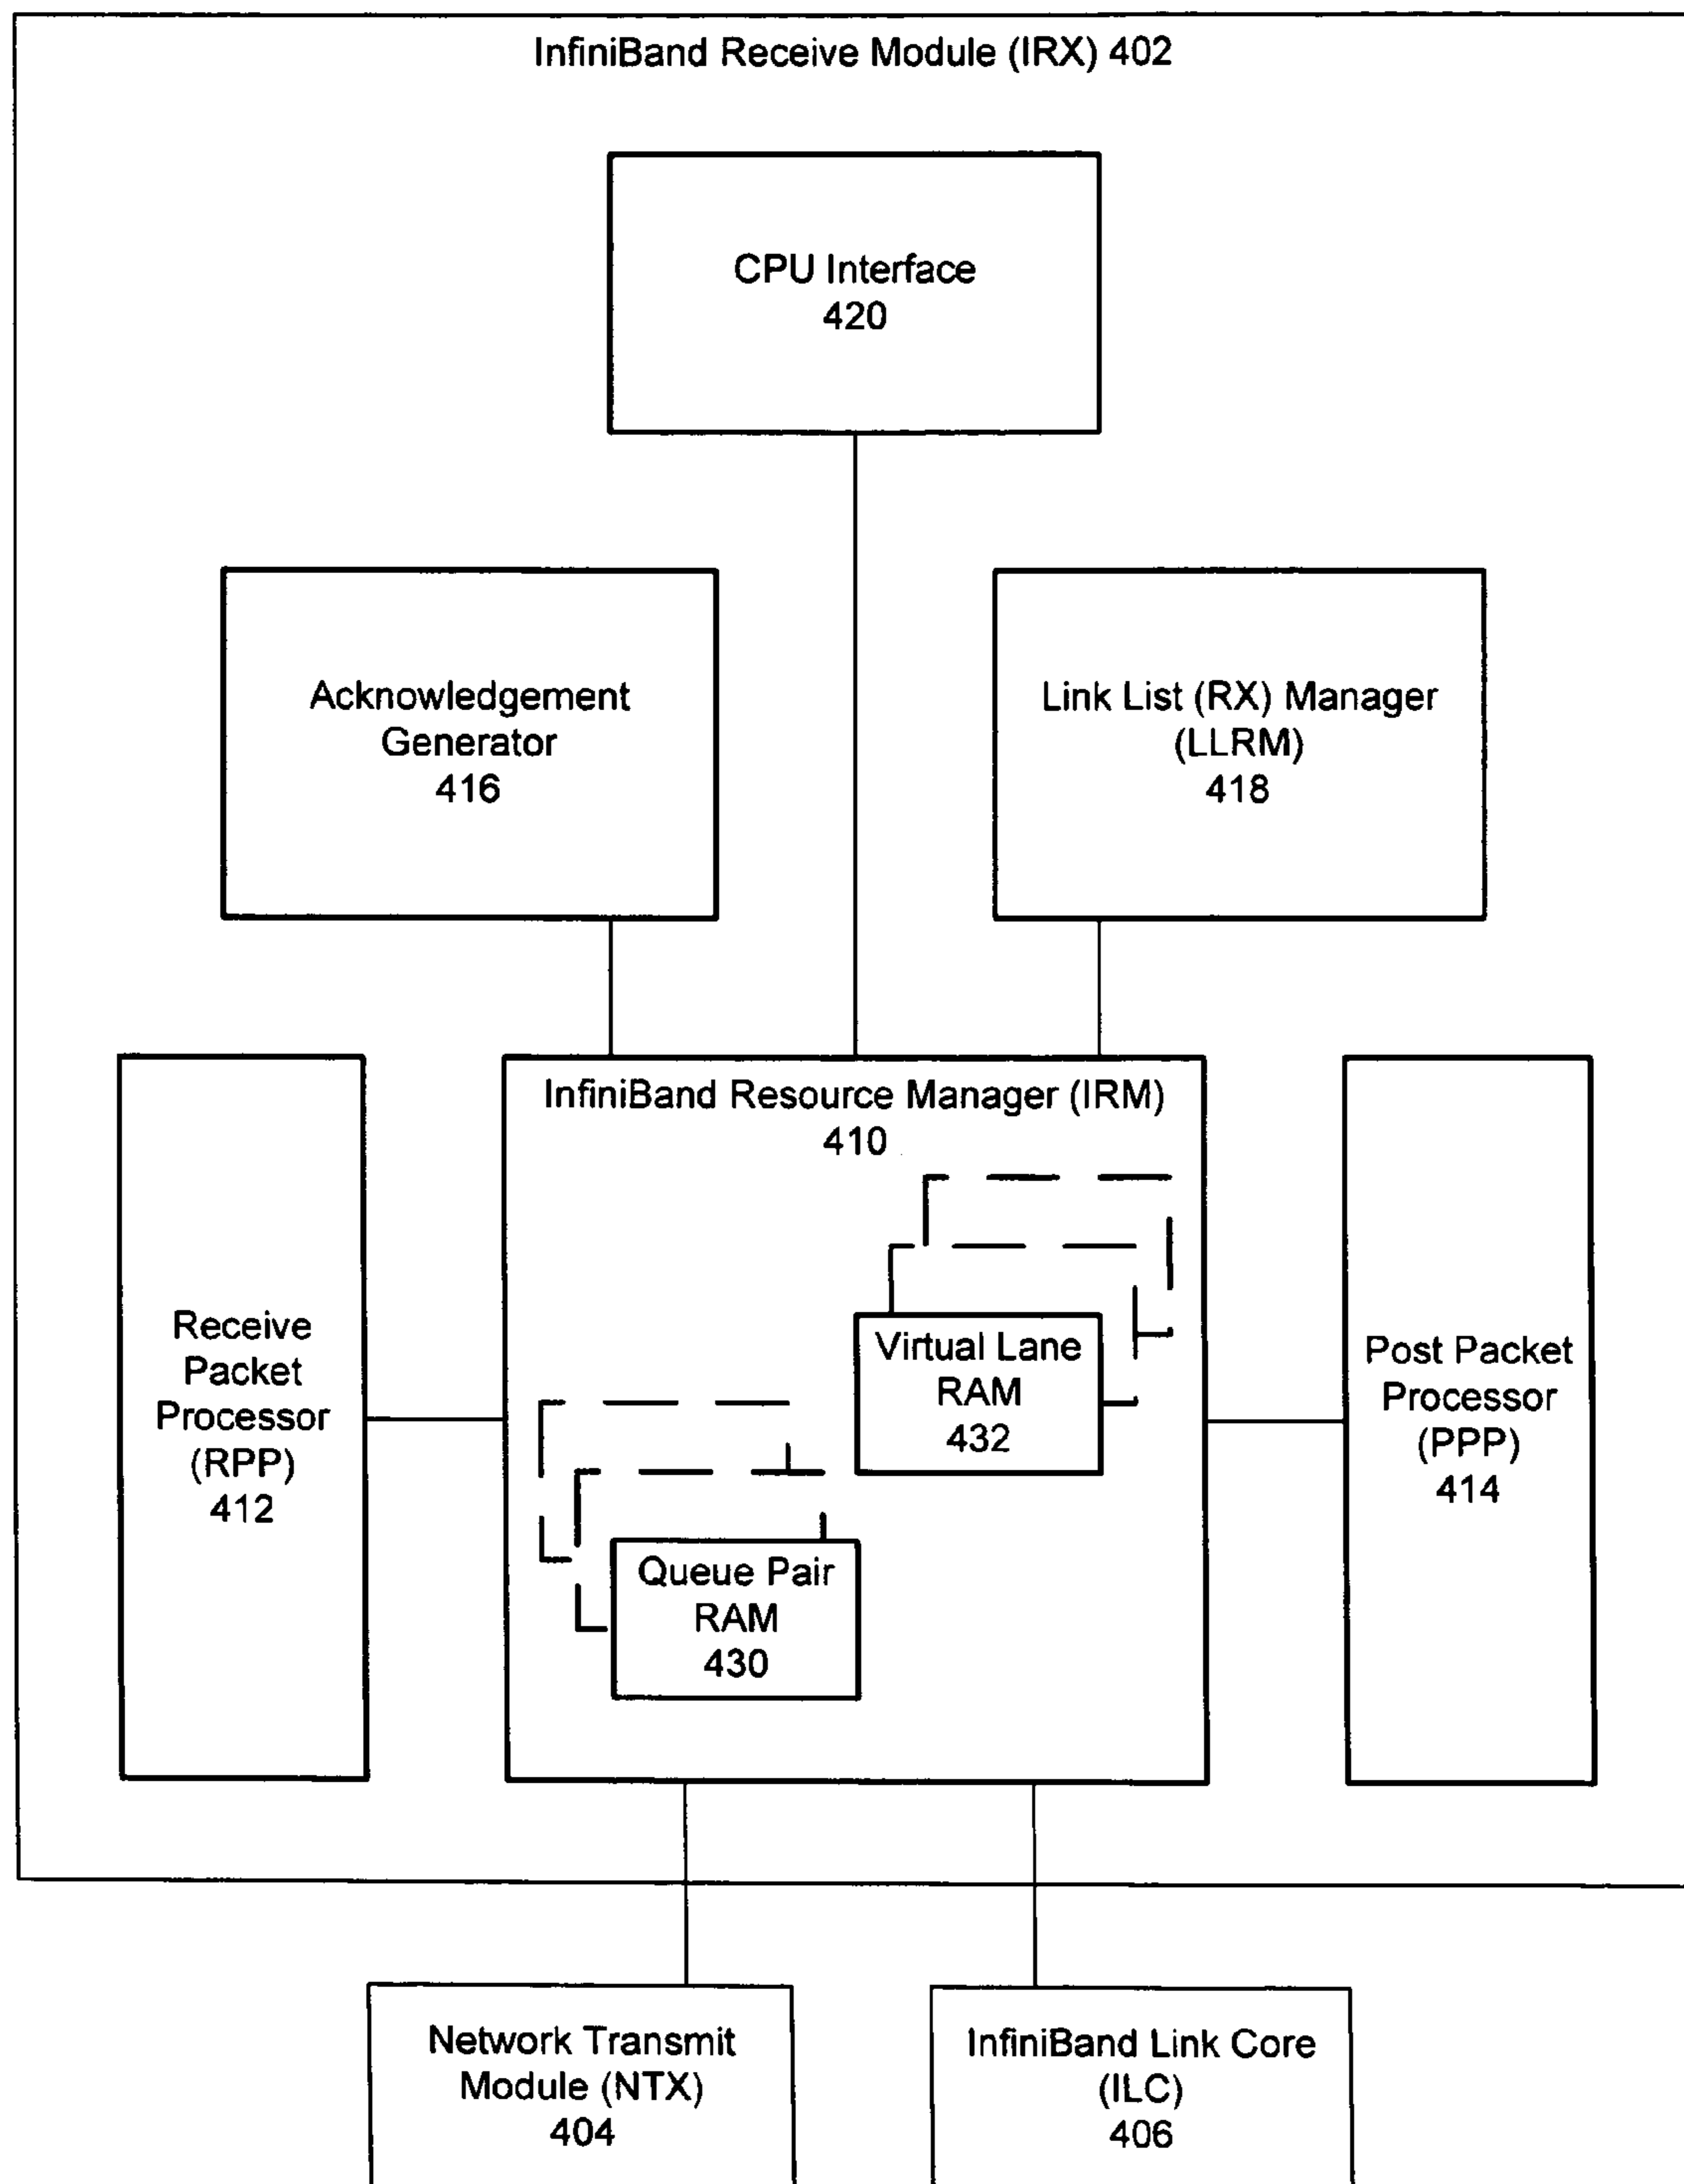 InfiniBand Receive Module (IRX) 402
CPU Interface
420
Acknowledgement
Generator
416
Link List (RX) Manager
(LLRM)
418
InfiniBand Resource Manager (IRM)
410
Receive
Packet
Processor
(RPP)
412
Virtual Lane
RAM
432
Queue Pair
RAM
430
Post Packet
Processor
(PPP)
414
Network Transmit
Module (NTX)
404
InfiniBand Link Core
(ILC)
406